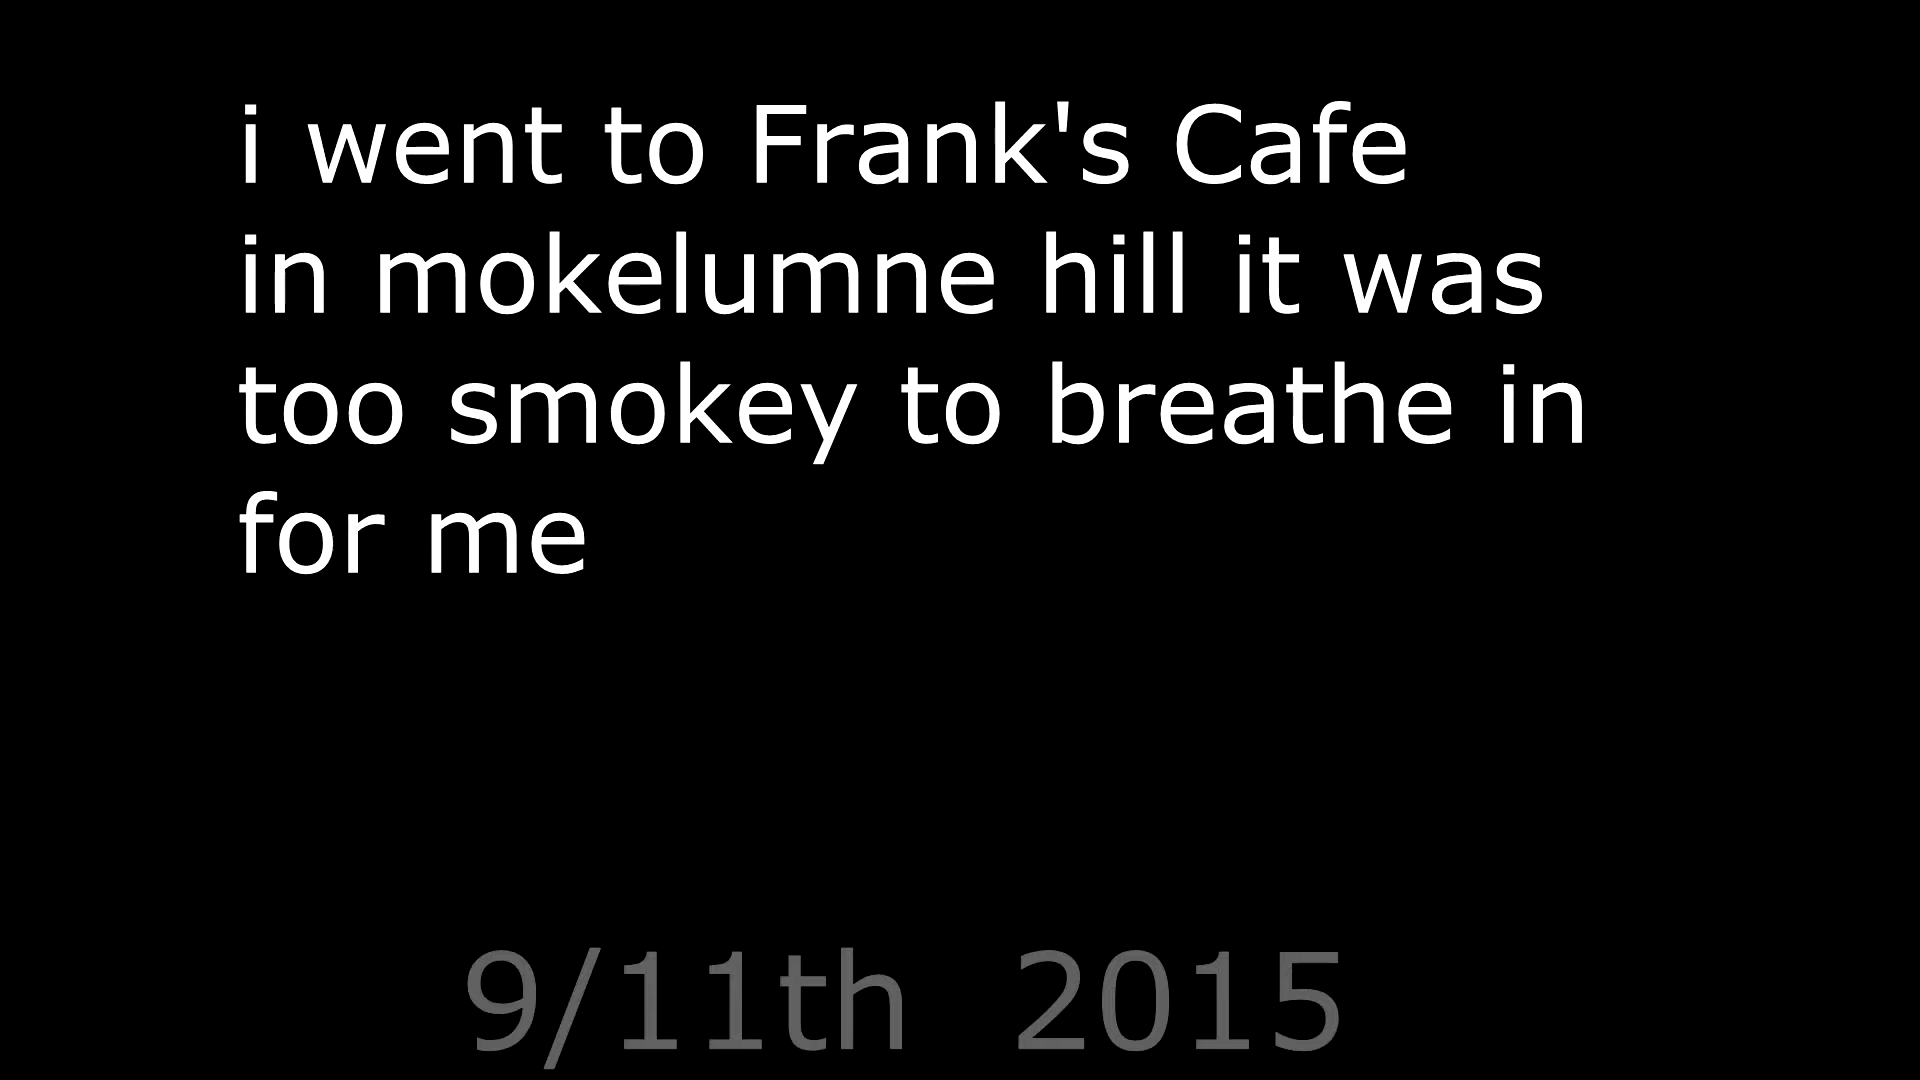 i went to Frank's Cafe
in mokelumne hill it was
too smokey to breathe in
for me
9/11th 2015